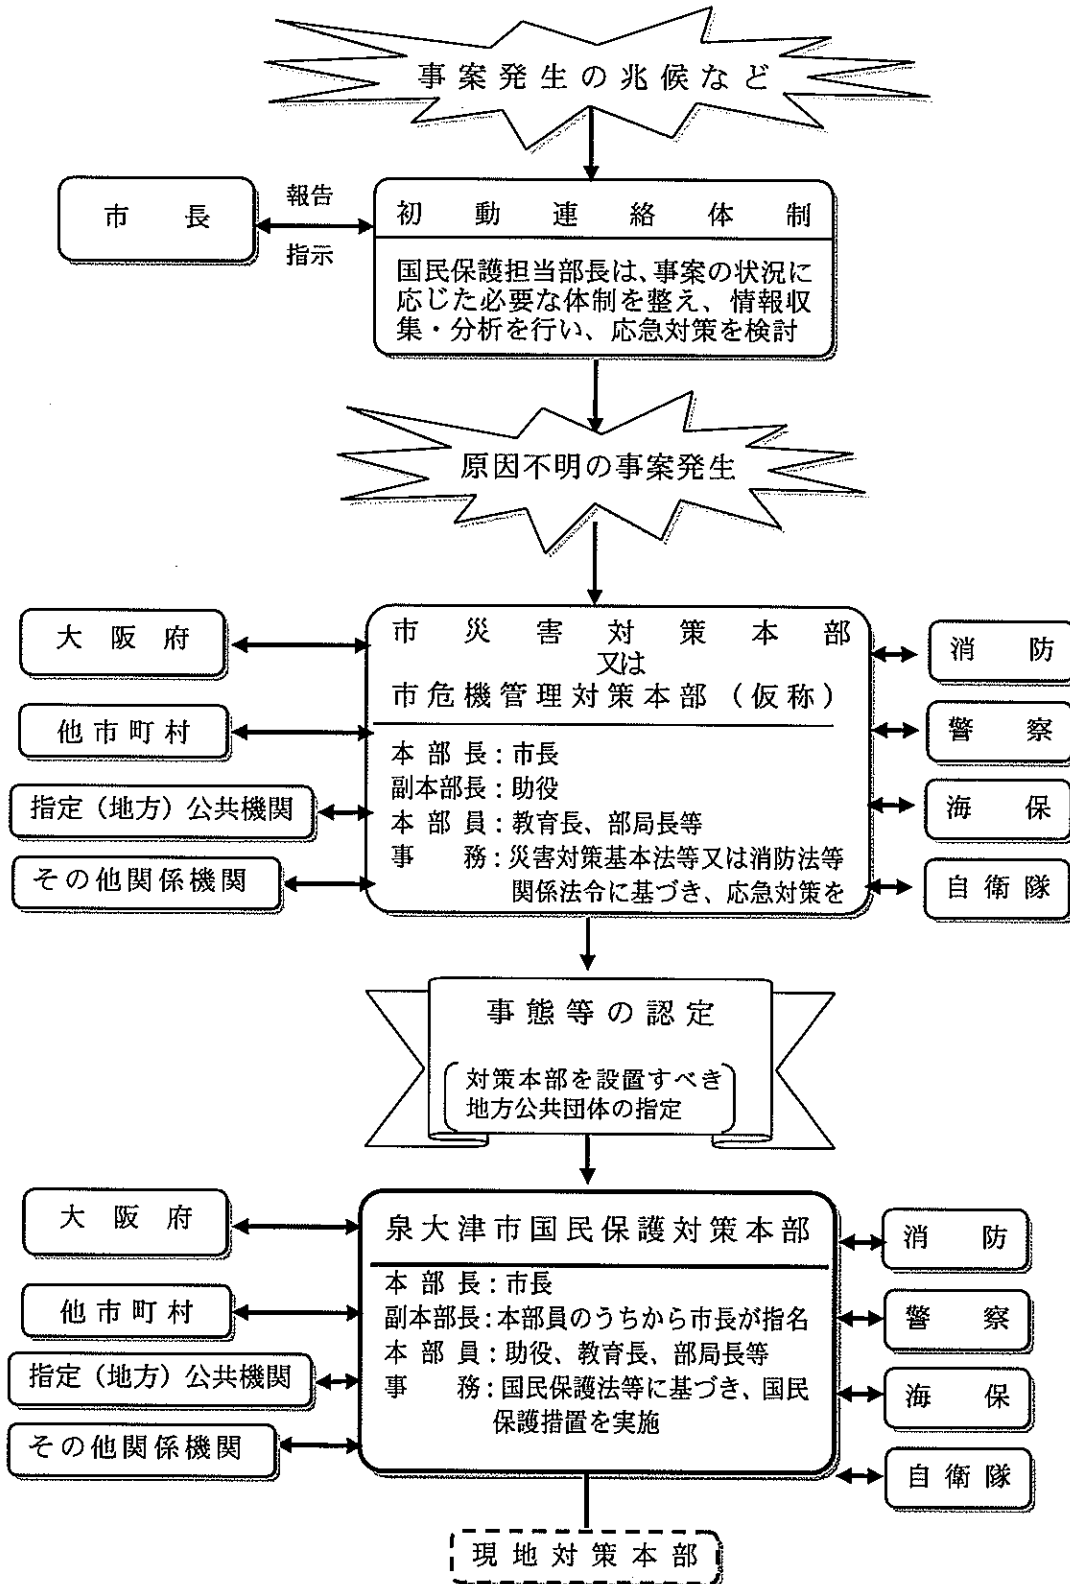 事案発生の兆候など
市長
報告
指示
初動連絡体制
国民保護担当部長は、事案の状況に
応じた必要な体制を整え、情報収
集・分析を行い、応急対策を検討
原因不明の事案発生
大阪府
他市町村
指定（地方）公共機関
その他関係機関
市災害対策本部
又は
市危機管理対策本部（仮称）
本部長：市長
副本部長：助役
本部員：教育長、部局長等
事務：災害対策基本法等又は消防法等
関係法令に基づき、応急対策を
消防
警察
海保
自衛隊
事態等の認定
（対策本部を設置すべき
地方公共団体の指定）
大阪府
他市町村
指定（地方）公共機関
その他関係機関
泉大津市国民保護対策本部
本部長：市長
副本部長：本部員のうちから市長が指名
本部員：助役、教育長、部局長等
事務：国民保護法等に基づき、国民
保護措置を実施
消防
警察
海保
自衛隊
現地対策本部